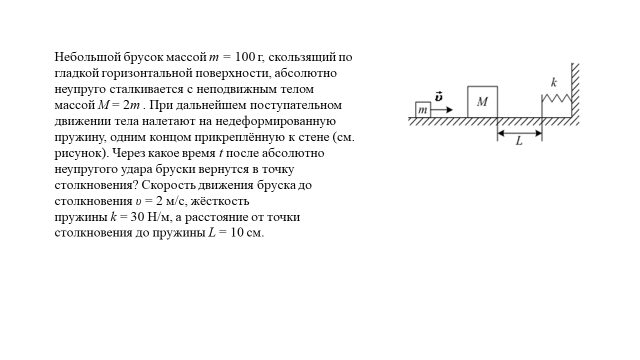 Небольшой брусок массой m = 100 г, скользящий по
гладкой горизонтальной поверхности, абсолютно
неупруго сталкивается с неподвижным телом
массой M = 2m . При дальнейшем поступательном
движении тела налетают на недеформированную
пружину, одним концом прикреплённую к стене (см.
рисунок). Через какое время t после абсолютно
неупругого удара бруски вернутся в точку
столкновения? Скорость движения бруска до
столкновения υ = 2 м/с, жёсткость
пружины k = 30 Н/м, а расстояние от точки
столкновения до пружины L = 10 см.
m
υ
M
k
L